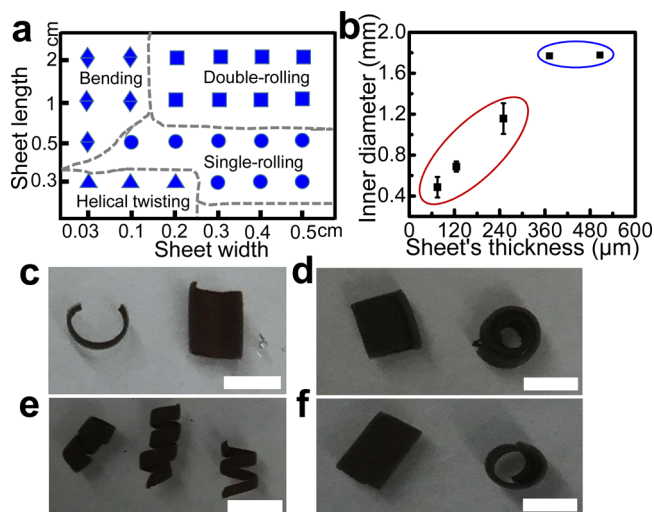 a
cm
2
1
0.5
0.3
Sheet length
Bending
Double-rolling
Single-rolling
Helical twisting
0.03 0.1 0.2 0.3 0.4 0.5cm
Sheet width
b
2.0
1.6
1.2
0.8
0.4
Inner diameter (mm)
0 120 240 360 480 600
Sheet's thickness (μm)
c
d
e
f